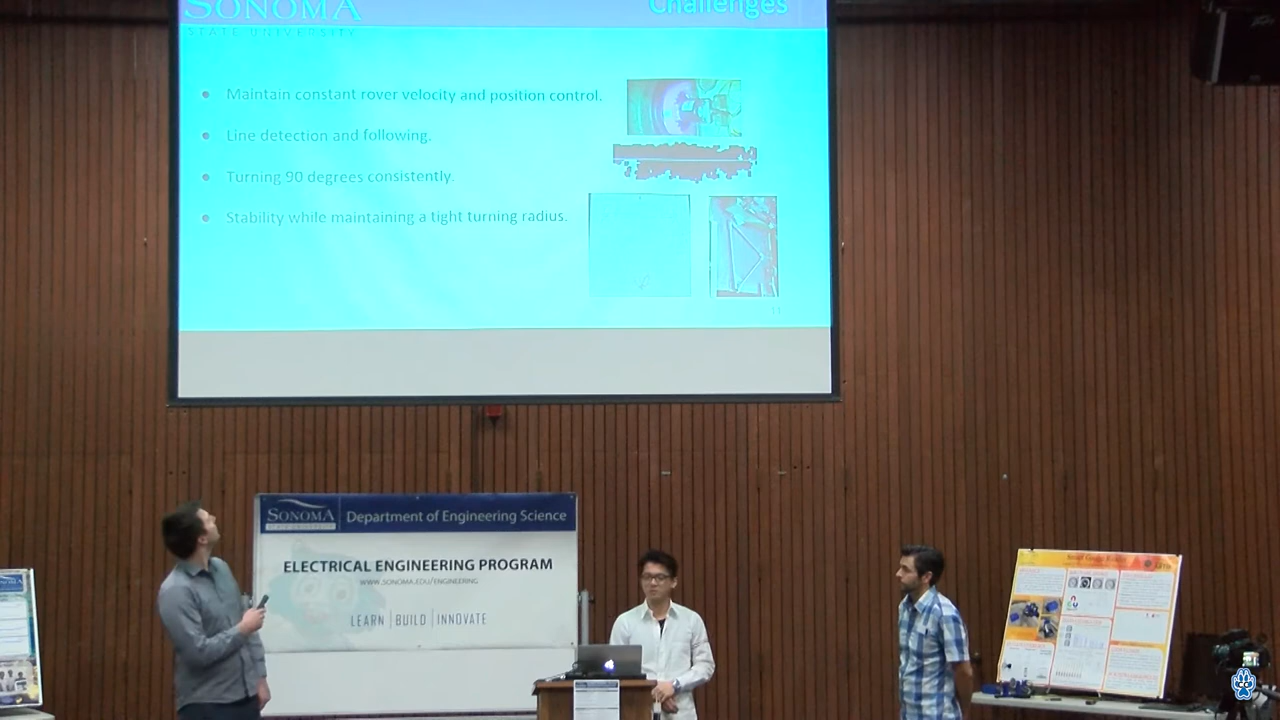 SONOMA
STATE UNIVERSITY
Challenges
Maintain constant rover velocity and position control.
Line detection and following.
Turning 90 degrees consistently.
Stability while maintaining a tight turning radius.
SONOMA
STATE UNIVERSITY
Department of Engineering Science
ELECTRICAL ENGINEERING PROGRAM
WWW.SONOMA.EDU/ENGINEERING
LEARN | BUILD | INNOVATE